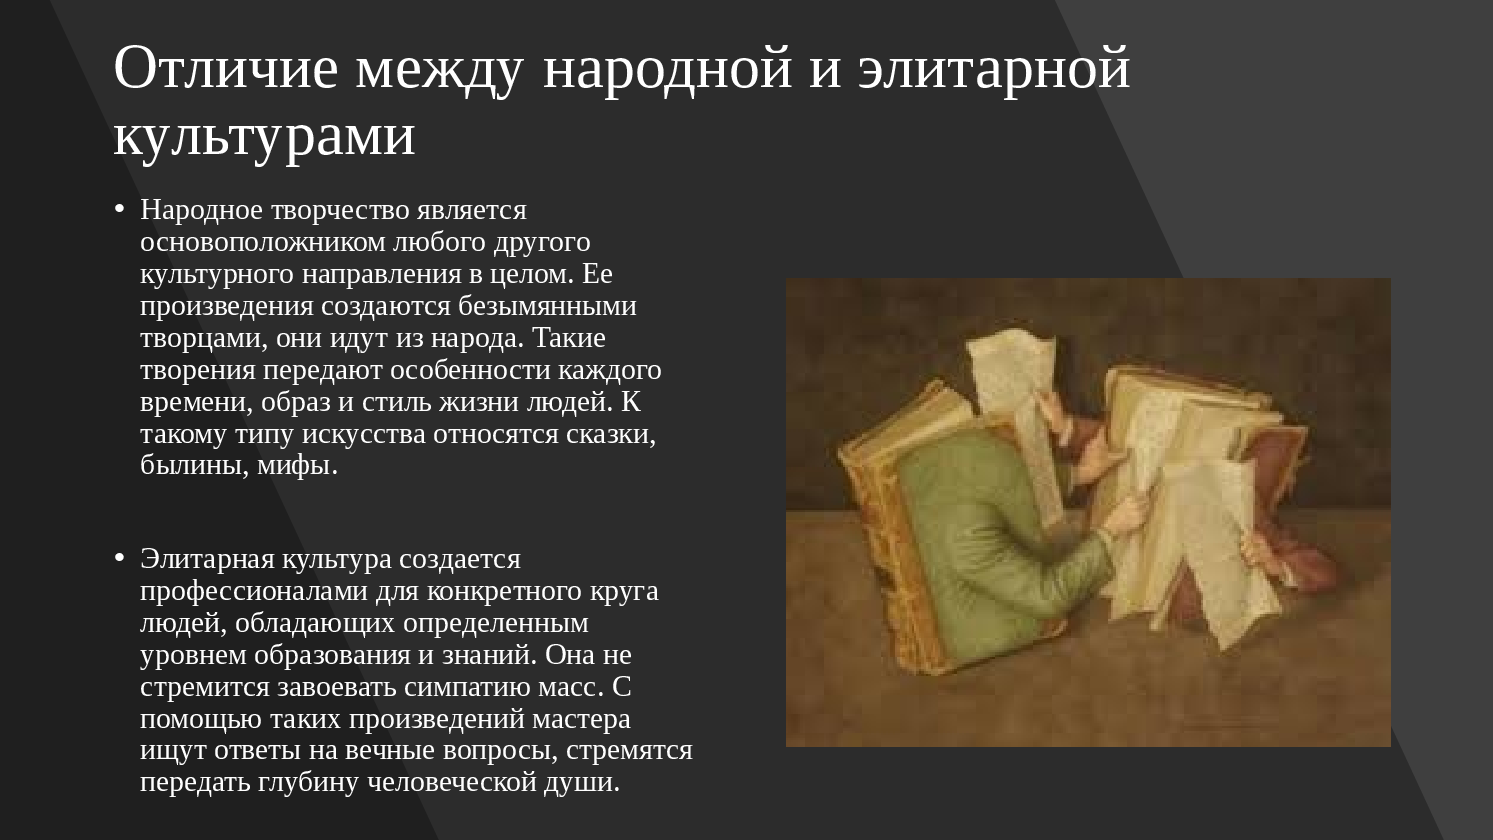 Отличие между народной и элитарной
культурами
• Народное творчество является
основоположником любого другого
культурного направления в целом. Ее
произведения создаются безымянными
творцами, они идут из народа. Такие
творения передают особенности каждого
времени, образ и стиль жизни людей. К
такому типу искусства относятся сказки,
былины, мифы.
• Элитарная культура создается
профессионалами для конкретного круга
людей, обладающих определенным
уровнем образования и знаний. Она не
стремится завоевать симпатию масс. С
помощью таких произведений мастера
ищут ответы на вечные вопросы, стремятся
передать глубину человеческой души.